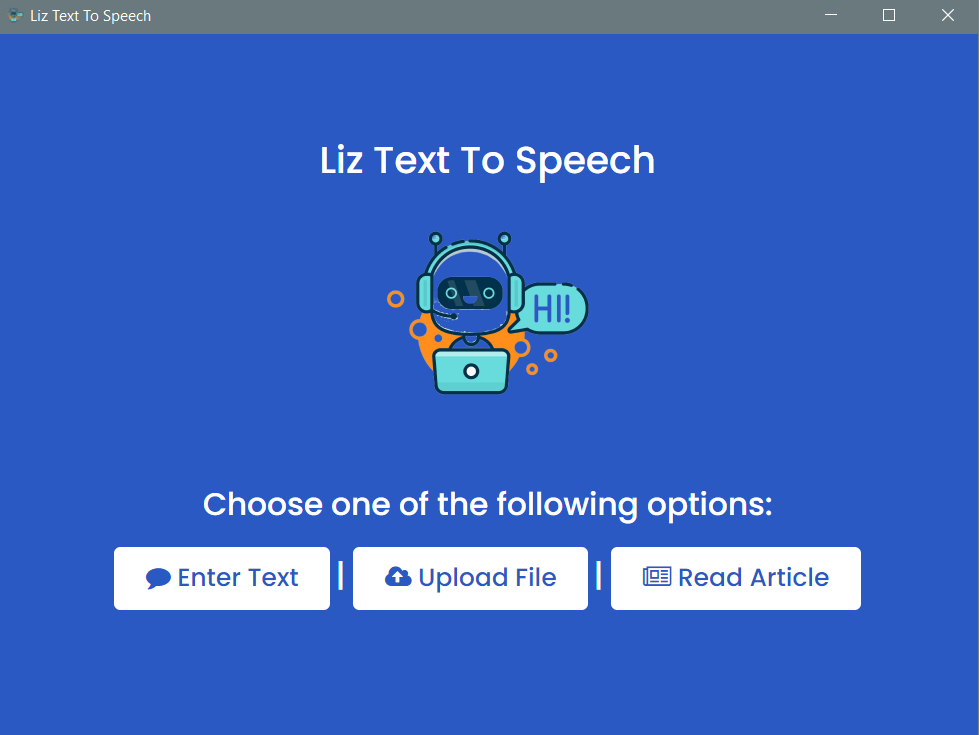 Liz Text To Speech
Liz Text To Speech
HI!
Choose one of the following options:
Enter Text | Upload File | Read Article